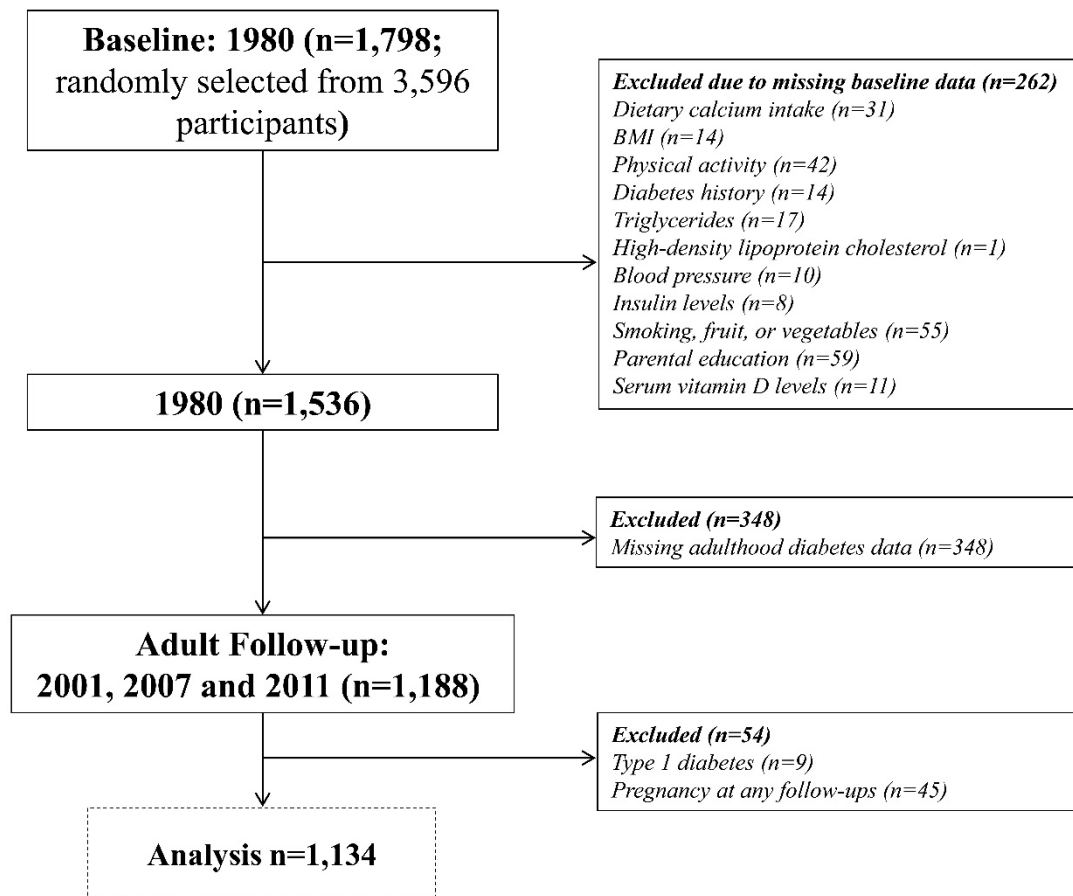 Baseline: 1980 (n=1,798;
randomly selected from 3,596
participants)
Excluded due to missing baseline data (n=262)
Dietary calcium intake (n=31)
BMI (n=14)
Physical activity (n=42)
Diabetes history (n=14)
Triglycerides (n=17)
High-density lipoprotein cholesterol (n=1)
Blood pressure (n=10)
Insulin levels (n=8)
Smoking, fruit, or vegetables (n=55)
Parental education (n=59)
Serum vitamin D levels (n=11)
1980 (n=1,536)
Excluded (n=348)
Missing adulthood diabetes data (n=348)
Adult Follow-up:
2001, 2007 and 2011 (n=1,188)
Excluded (n=54)
Type 1 diabetes (n=9)
Pregnancy at any follow-ups (n=45)
Analysis n=1,134